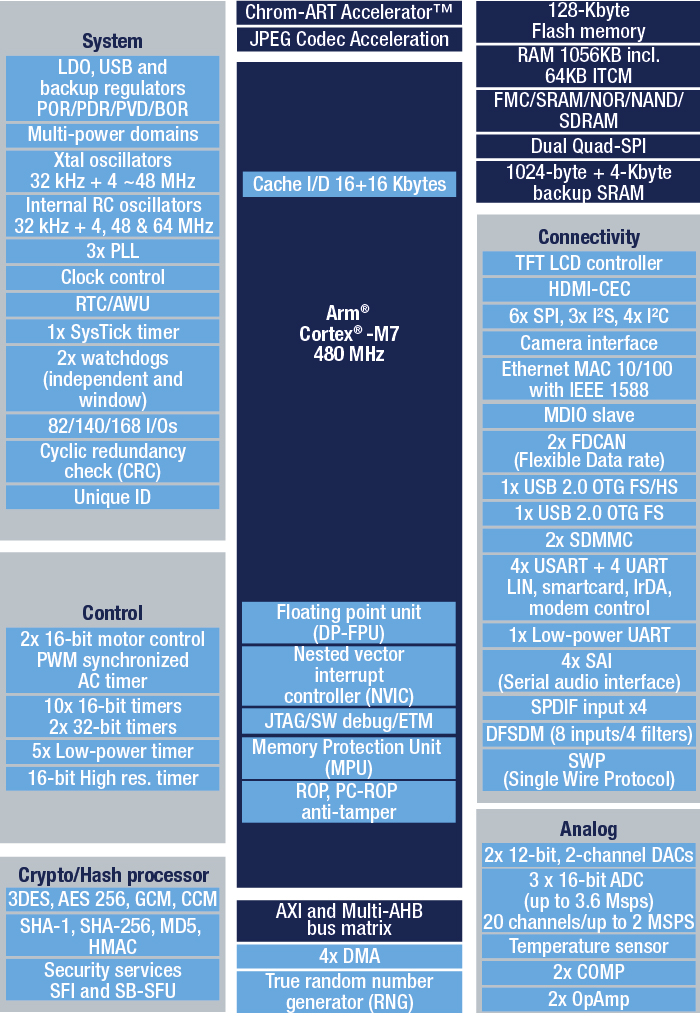 System
LDO, USB and
backup regulators
POR/PDR/PVD/BOR
Multi-power domains
Xtal oscillators
32 kHz + 4 ~48 MHz
Internal RC oscillators
32 kHz + 4, 48 & 64 MHz
3x PLL
Clock control
RTC/AWU
1x SysTick timer
2x watchdogs
(independent and
window)
82/140/168 I/Os
Cyclic redundancy
check (CRC)
Unique ID
Control
2x 16-bit motor control
PWM synchronized
AC timer
10x 16-bit timers
2x 32-bit timers
5x Low-power timer
16-bit High res. timer
Crypto/Hash processor
3DES, AES 256, GCM, CCM
SHA-1, SHA-256, MD5,
HMAC
Security services
SFI and SB-SFU
Chrom-ART Accelerator™
JPEG Codec Acceleration
Cache I/D 16+16 Kbytes
Arm®
Cortex® -M7
480 MHz
Floating point unit
(DP-FPU)
Nested vector
interrupt
controller (NVIC)
JTAG/SW debug/ETM
Memory Protection Unit
(MPU)
ROP, PC-ROP
anti-tamper
AXI and Multi-AHB
bus matrix
4x DMA
True random number
generator (RNG)
128-Kbyte
Flash memory
RAM 1056KB incl.
64KB ITCM
FMC/SRAM/NOR/NAND/
SDRAM
Dual Quad-SPI
1024-byte + 4-Kbyte
backup SRAM
Connectivity
TFT LCD controller
HDMI-CEC
6x SPI, 3x I²S, 4x I²C
Camera interface
Ethernet MAC 10/100
with IEEE 1588
MDIO slave
2x FDCAN
(Flexible Data rate)
1x USB 2.0 OTG FS/HS
1x USB 2.0 OTG FS
2x SDMMC
4x USART + 4 UART
LIN, smartcard, IrDA,
modem control
1x Low-power UART
4x SAI
(Serial audio interface)
SPDIF input x4
DFSDM (8 inputs/4 filters)
SWP
(Single Wire Protocol)
Analog
2x 12-bit, 2-channel DACs
3 x 16-bit ADC
(up to 3.6 Msps)
20 channels/up to 2 MSPS
Temperature sensor
2x COMP
2x OpAmp